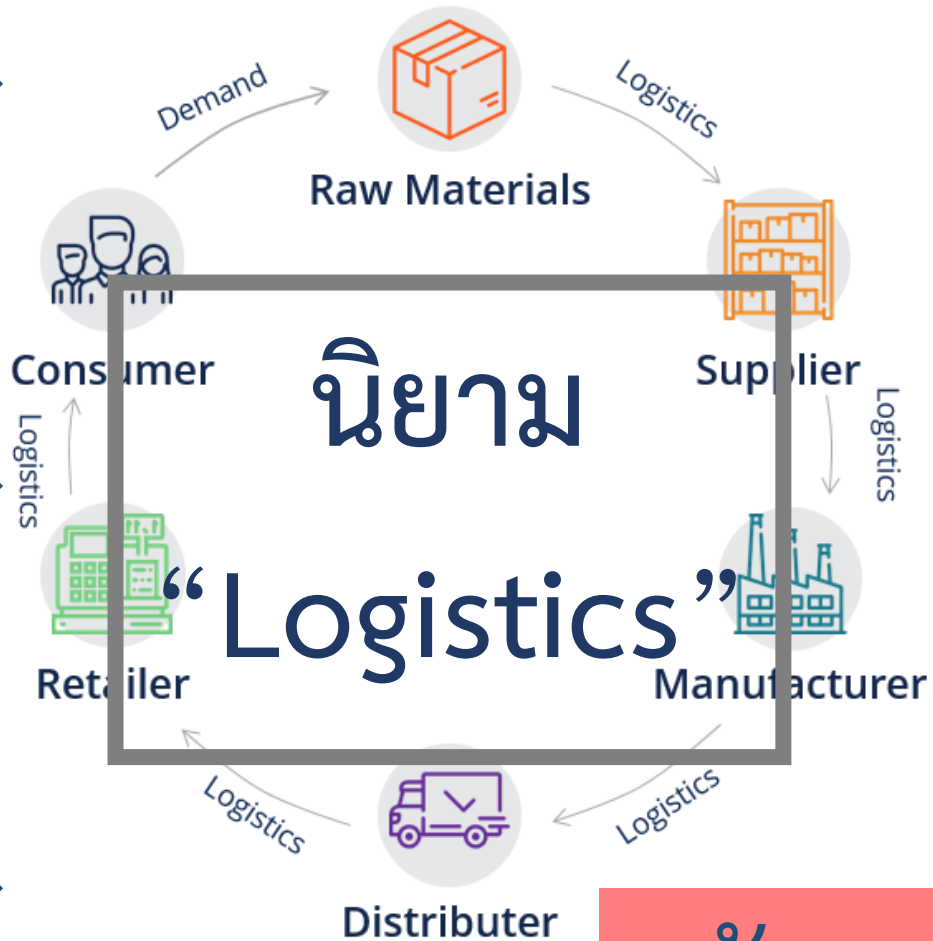 Demand
Logistics
Raw Materials
Consumer
Supplier
นิยาม
Logistics
Logistics
“Logistics”
Retailer
Manufacturer
Logistics
Logistics
Distributer